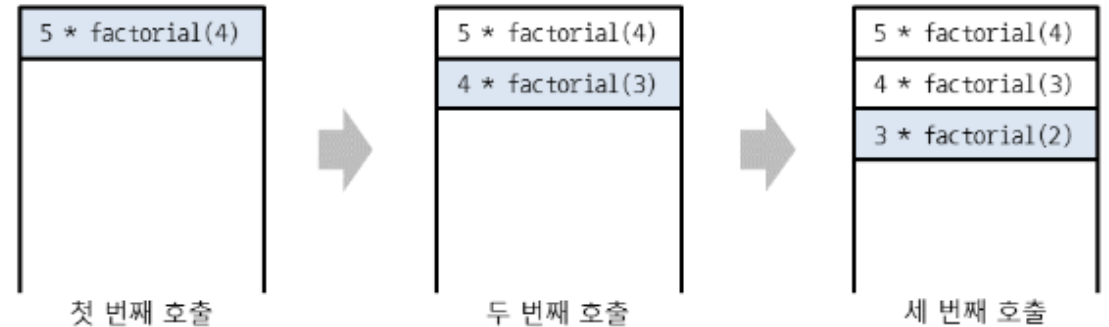 5 * factorial(4)
첫 번째 호출
5 * factorial(4)
4 * factorial(3)
두 번째 호출
5 * factorial(4)
4 * factorial(3)
3 * factorial(2)
세 번째 호출